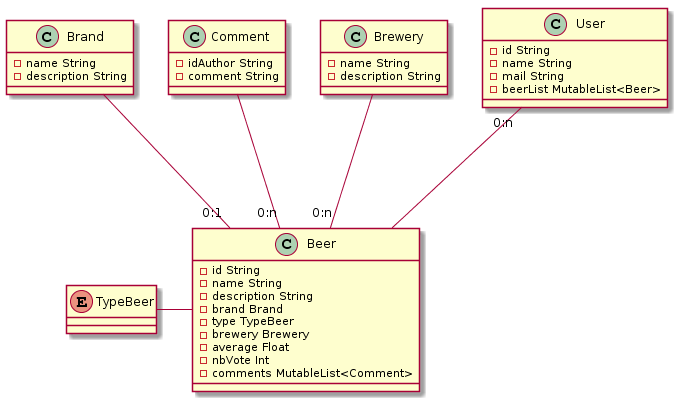 C Brand
name String
description String
C Comment
idAuthor String
comment String
C Brewery
name String
description String
C User
id String
name String
mail String
beerList MutableList<Beer>
0:n
0:1
0:n
0:n
C Beer
id String
name String
description String
brand Brand
type TypeBeer
brewery Brewery
average Float
nbVote Int
comments MutableList<Comment>
E TypeBeer